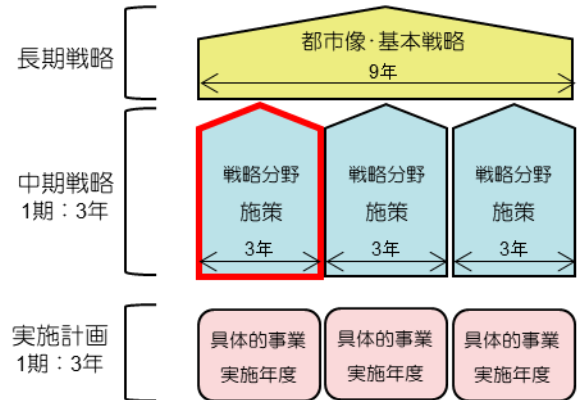 長期戦略
都市像・基本戦略
9年
中期戦略
1期：3年
戦略分野
施策
3年
戦略分野
施策
3年
戦略分野
施策
3年
実施計画
1期：3年
具体的事業
実施年度
具体的事業
実施年度
具体的事業
実施年度